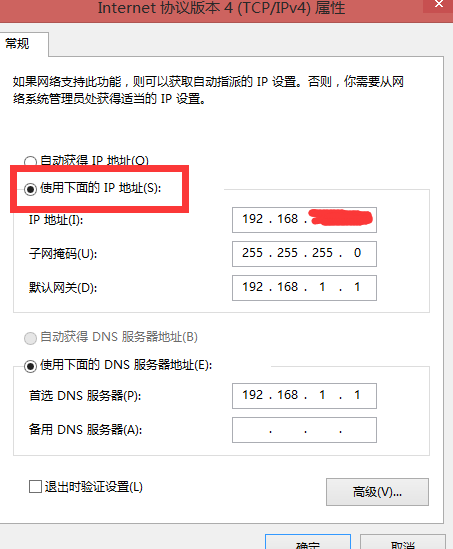 Internet 协议版本 4 (TCP/IPv4) 属性
常规
如果网络支持此功能，则可以获取自动指派的 IP 设置。否则，你需要从网
络系统管理员处获得适当的 IP 设置。
自动获得 IP 地址(O)
使用下面的 IP 地址(S):
IP 地址(I):
192 . 168 .
子网掩码(U):
255 . 255 . 255 . 0
默认网关(D):
192 . 168 . 1 . 1
自动获得 DNS 服务器地址(B)
使用下面的 DNS 服务器地址(E):
首选 DNS 服务器(P):
192 . 168 . 1 . 1
备用 DNS 服务器(A):
. . .
退出时验证设置(L)
高级(V)...
确定
取消